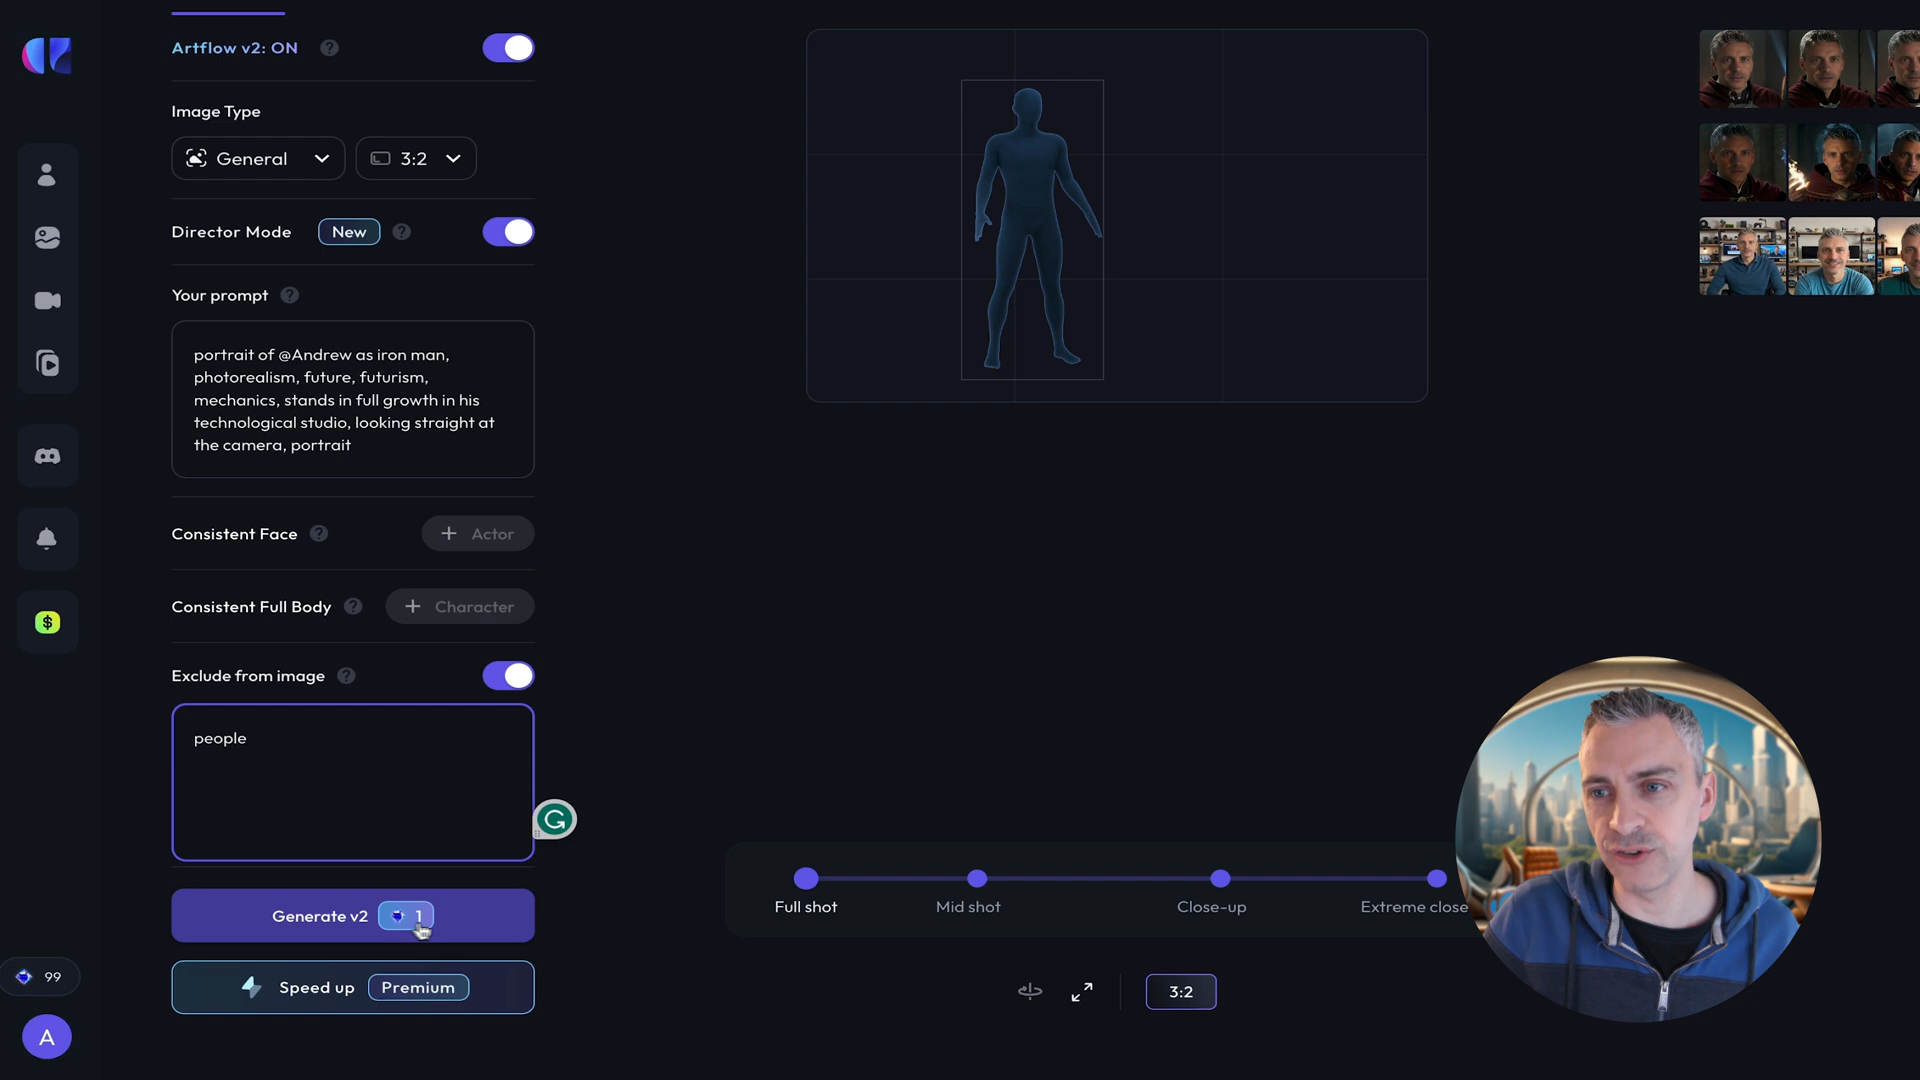 Artflow v2: ON
Image Type
General
3:2
Director Mode
New
Your prompt
portrait of @Andrew as iron man,
photorealism, future, futurism,
mechanics, stands in full growth in his
technological studio, looking straight at
the camera, portrait
Consistent Face
+ Actor
Consistent Full Body
+ Character
Exclude from image
people
G
Generate v2
1
Speed up
Premium
99
A
$
Full shot
Mid shot
Close-up
Extreme close
3:2